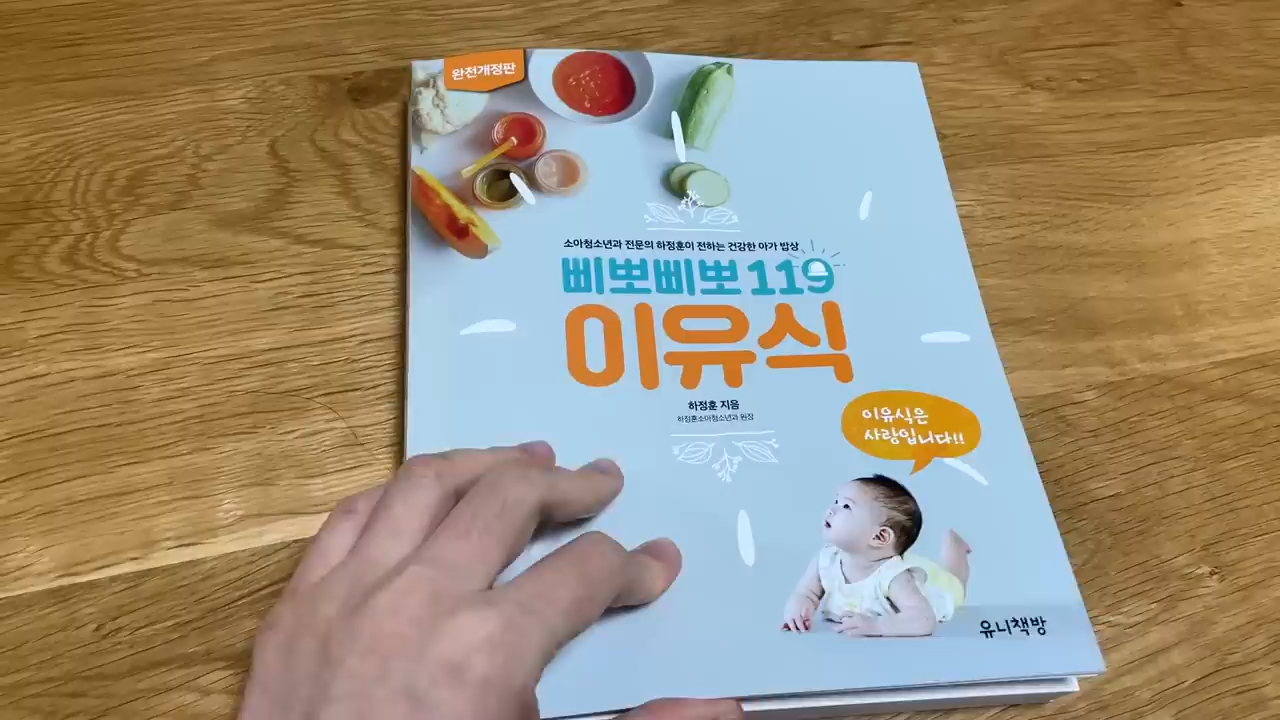 완전개정판
소아청소년과 전문의 하정훈이 전하는 건강한 아가 밥상
삐뽀삐뽀 119
이유식
하정훈 지음
하정훈소아청소년과 원장
이유식은
사랑입니다!!
유니책방